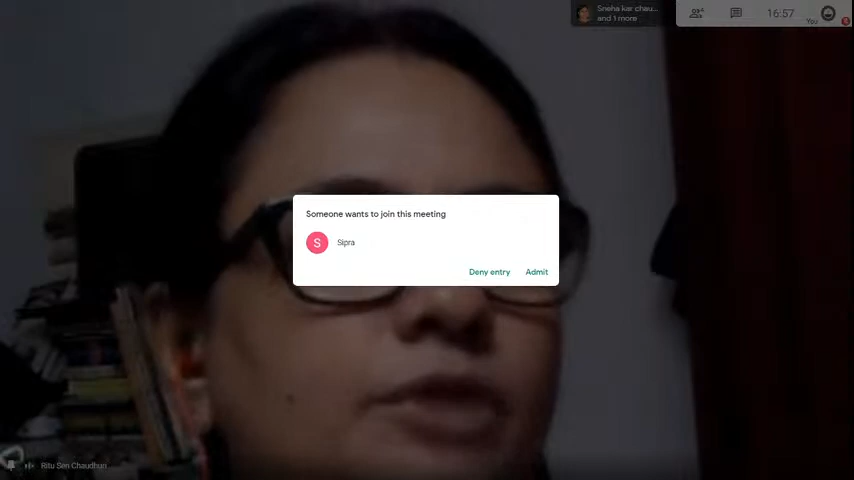 Sneha kar chau...
and 1 more
16:57
You
Someone wants to join this meeting
S
Sipra
Deny entry
Admit
Ritu Sen Chaudhuri